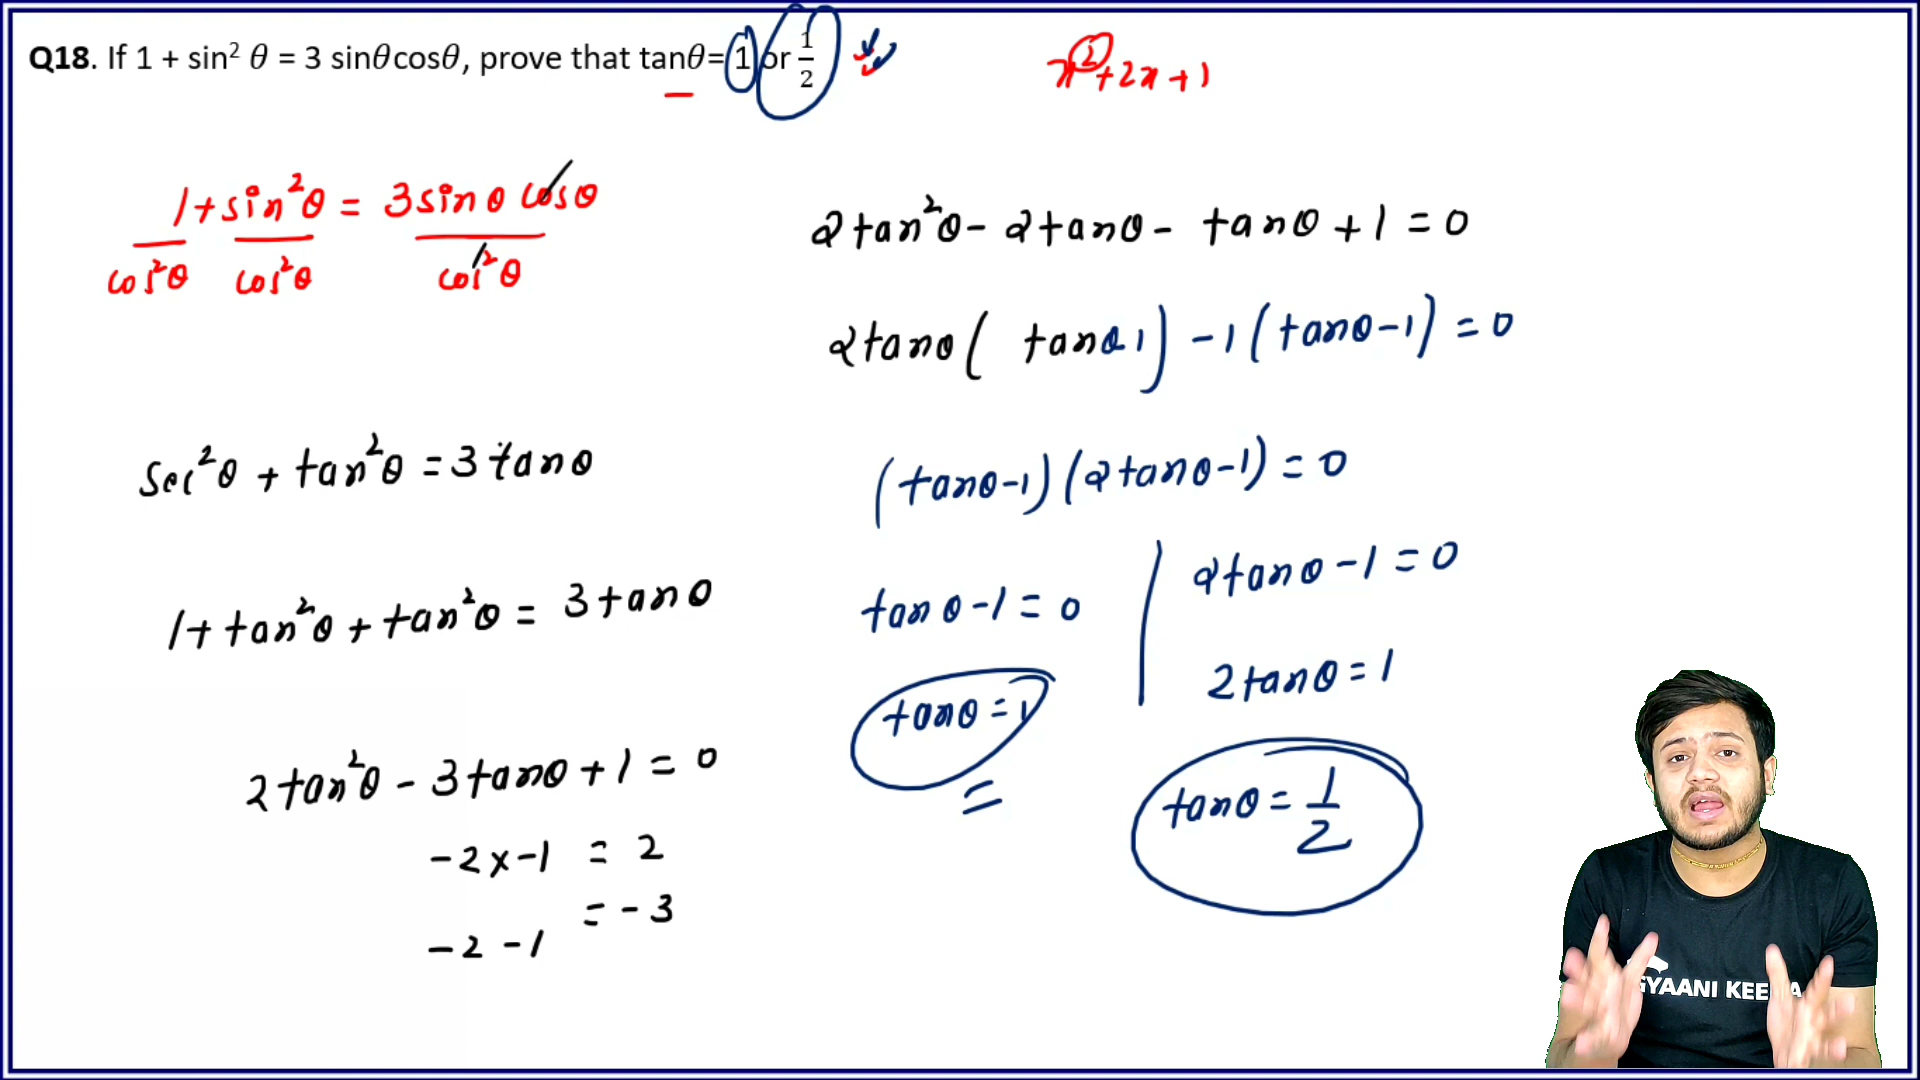 Q18. If 1 + sin² θ = 3 sinθcosθ, prove that tanθ= 1 or 1/2
x²+2x+1
1/cos²θ + sin²θ/cos²θ = 3sinθ cosθ/cos²θ
sec²θ + tan²θ = 3tanθ
1+ tan²θ + tan²θ = 3tanθ
2tan²θ - 3tanθ + 1 = 0
-2x-1 = 2
-2 -1 = -3
2tan²θ - 2tanθ - tanθ + 1 = 0
2tanθ( tanθ-1) -1(tanθ-1) = 0
(tanθ-1)(2tanθ-1) = 0
tanθ-1 = 0
tanθ = 1
2tanθ-1 = 0
2tanθ = 1
tanθ = 1/2
GYAANI KEE A